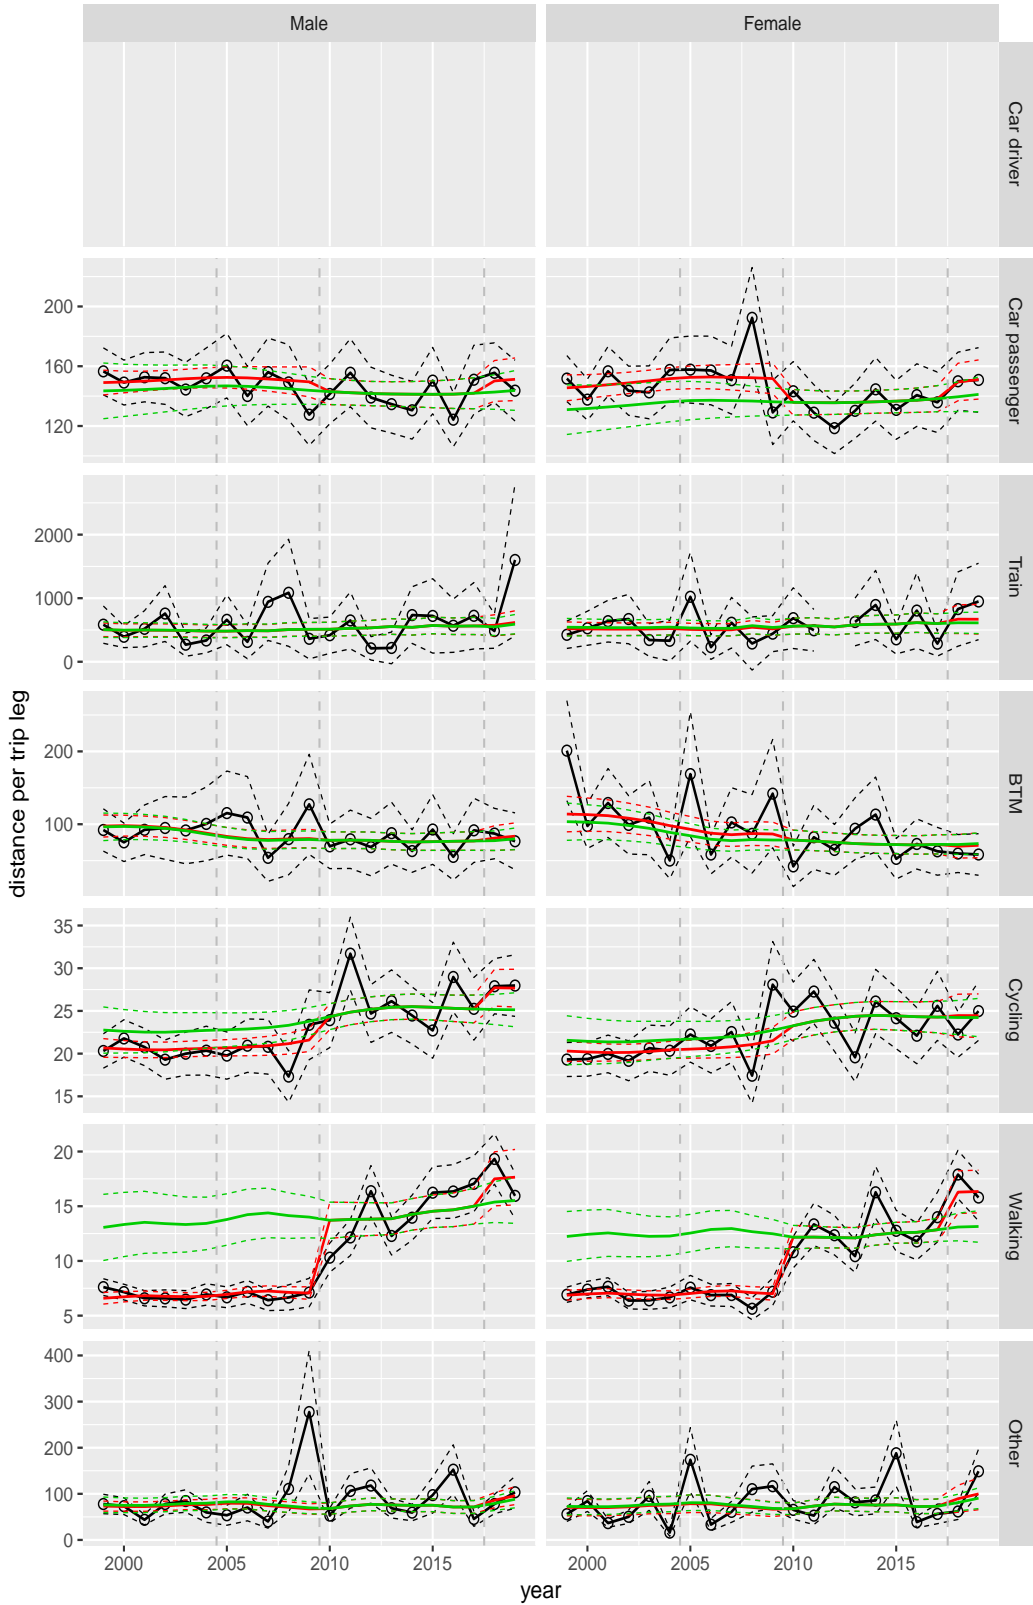 Male Female
Car driver
200
160
120
Car passenger
2000
1000
0
Train
200
100
BTM
35
30
25
20
15
Cycling
20
15
10
5
Walking
400
300
200
100
0
Other
distance per trip leg
2000 2005 2010 2015 2000 2005 2010 2015
year